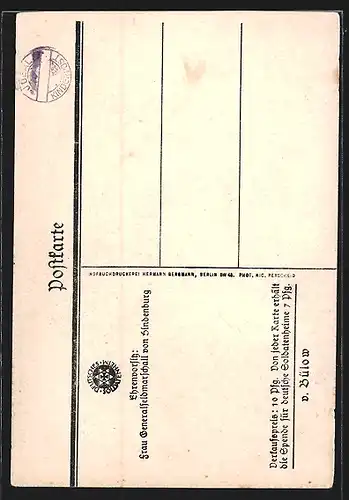 Postkarte
Ehrenvorsitz:
Frau Generalfeldmarschall von Hindenburg
Verkaufspreis: 10 Pfg. Von jeder Karte erhält
die Spende für deutsche Soldatenheime 7 Pfg.
v. Bülow
HOFBUCHDRUCKEREI HERMANN BERGMANN, BERLIN SW 48. PHOT. NIC. PERSCHEID